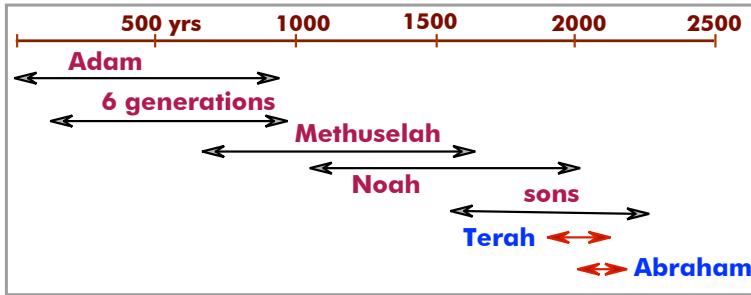 500 yrs 1000 1500 2000 2500
Adam
6 generations
Methuselah
Noah
sons
Terah
Abraham